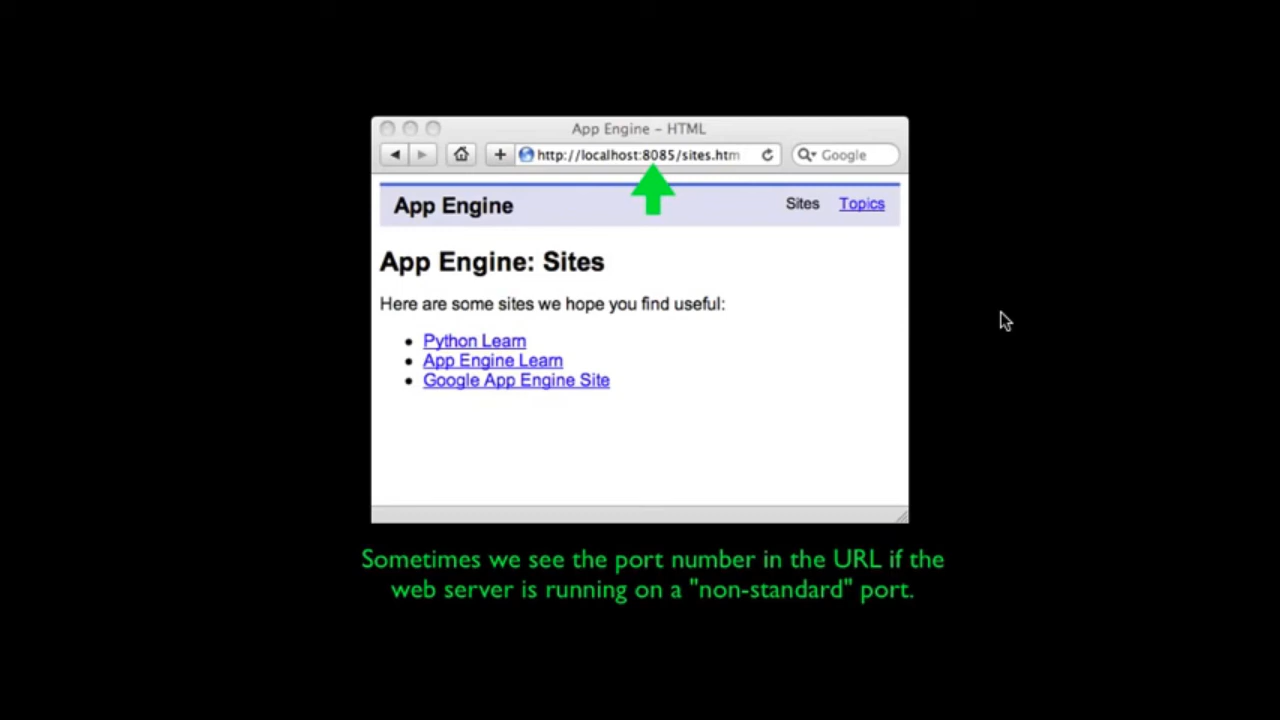 App Engine – HTML
http://localhost:8085/sites.htm
Google
App Engine
Sites
Topics
App Engine: Sites
Here are some sites we hope you find useful:
• Python Learn
• App Engine Learn
• Google App Engine Site
Sometimes we see the port number in the URL if the
web server is running on a "non-standard" port.